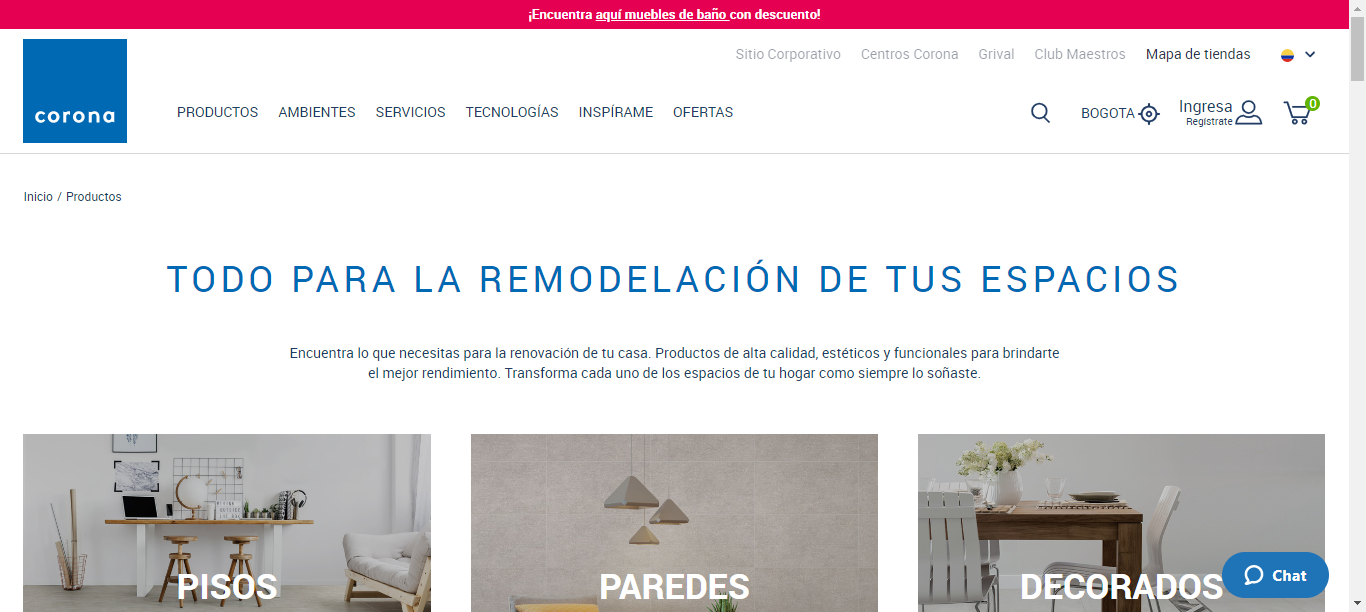 ¡Encuentra aquí muebles de baño con descuento!
Sitio Corporativo Centros Corona Grival Club Maestros Mapa de tiendas
corona
PRODUCTOS AMBIENTES SERVICIOS TECNOLOGÍAS INSPÍRAME OFERTAS
BOGOTA
Ingresa
Regístrate
0
Inicio / Productos
TODO PARA LA REMODELACIÓN DE TUS ESPACIOS
Encuentra lo que necesitas para la renovación de tu casa. Productos de alta calidad, estéticos y funcionales para brindarte
el mejor rendimiento. Transforma cada uno de los espacios de tu hogar como siempre lo soñaste.
PISOS
PAREDES
DECORADOS
Chat